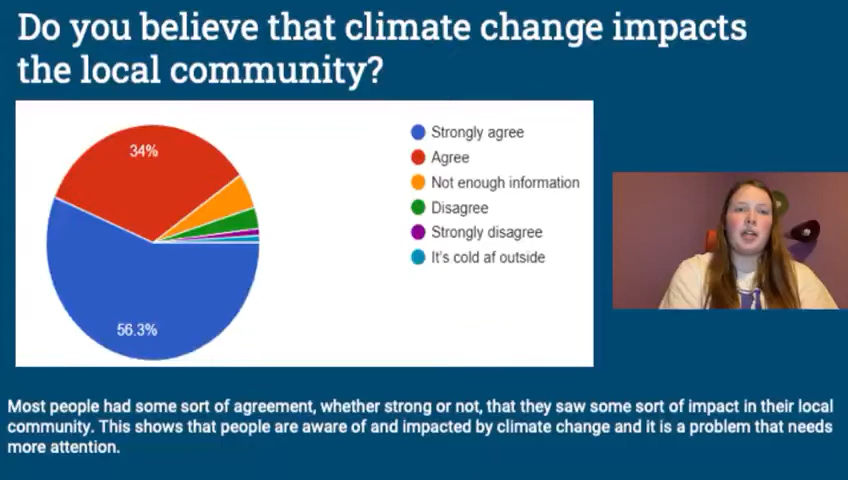 Do you believe that climate change impacts
the local community?
34%
56.3%
Strongly agree
Agree
Not enough information
Disagree
Strongly disagree
It's cold af outside
Most people had some sort of agreement, whether strong or not, that they saw some sort of impact in their local
community. This shows that people are aware of and impacted by climate change and it is a problem that needs
more attention.